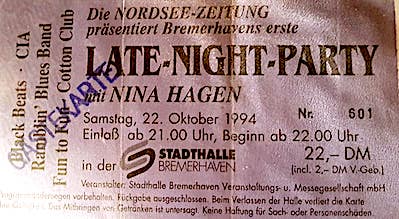 Die NORDSEE-ZEITUNG
präsentiert Bremerhavens erste
LATE-NIGHT-PARTY
mit NINA HAGEN
Samstag, 22. Oktober 1994 Nr. 601
Einlaß ab 21.00 Uhr, Beginn ab 22.00 Uhr
in der STADTHALLE BREMERHAVEN 22,– DM
(incl. 2,– DM V-Geb.)
Veranstalter: Stadthalle Bremerhaven Veranstaltungs- u. Messegesellschaft mbH
vorbehalten. Rückgabe ausgeschlossen. Beim Verlassen der Halle verliert die Karte
ihre Gültigkeit. Das Mitbringen von Getränken ist untersagt. Keine Haftung für Sach- oder Personenschäden.
Black Beats · CIA
Ramblin' Blues Band
Fun to Funk · Cotton Club